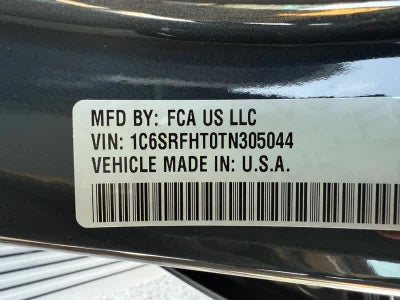 MFD BY: FCA US LLC
VIN: 1C6SRFHT0TN305044
VEHICLE MADE IN: U.S.A.